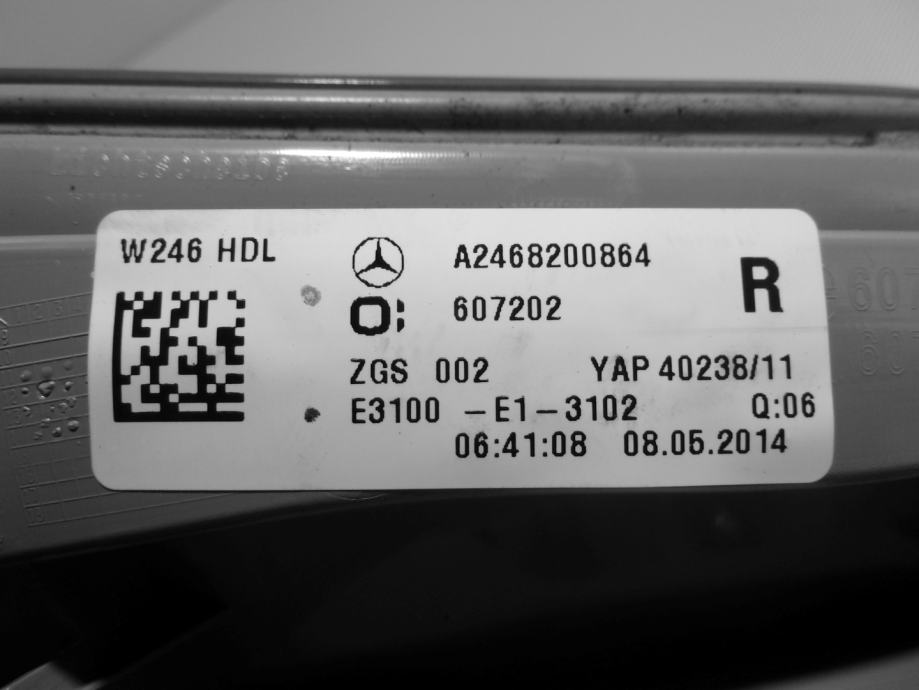 W246 HDL
A2468200864
R
O:
607202
ZGS 002 YAP 40238/11
E3100 -E1-3102 Q:06
06:41:08 08.05.2014
607